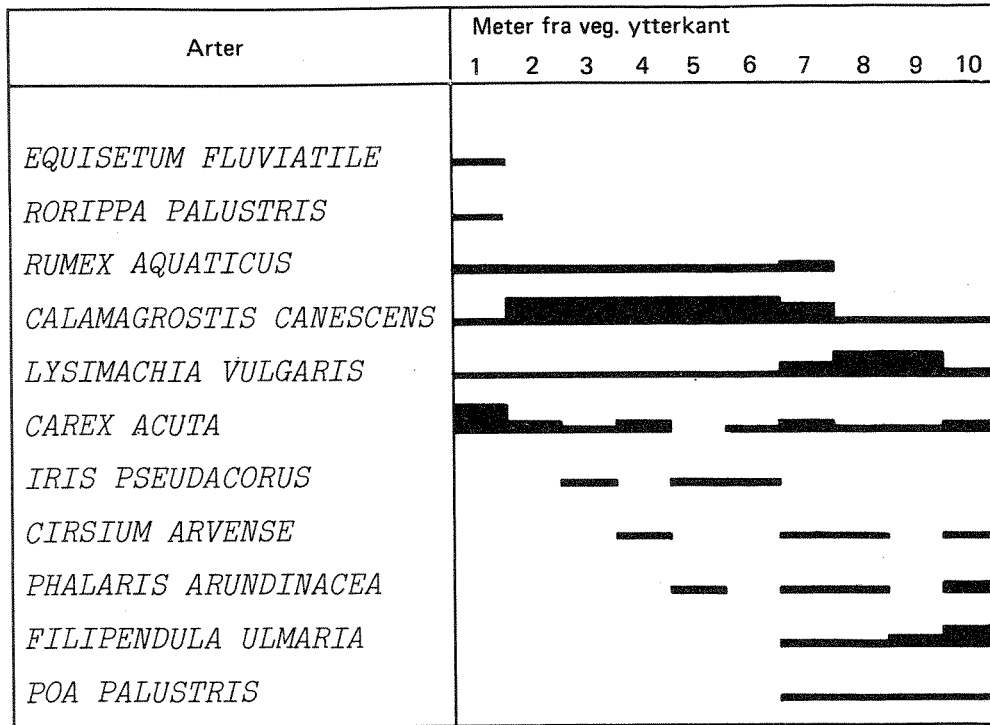 Arter
Meter fra veg. ytterkant
1 2 3 4 5 6 7 8 9 10
EQUISETUM FLUVIATILE
RORIPPA PALUSTRIS
RUMEX AQUATICUS
CALAMAGROSTIS CANESCENS
LYSIMACHIA VULGARIS
CAREX ACUTA
IRIS PSEUDACORUS
CIRSIUM ARVENSE
PHALARIS ARUNDINACEA
FILIPENDULA ULMARIA
POA PALUSTRIS